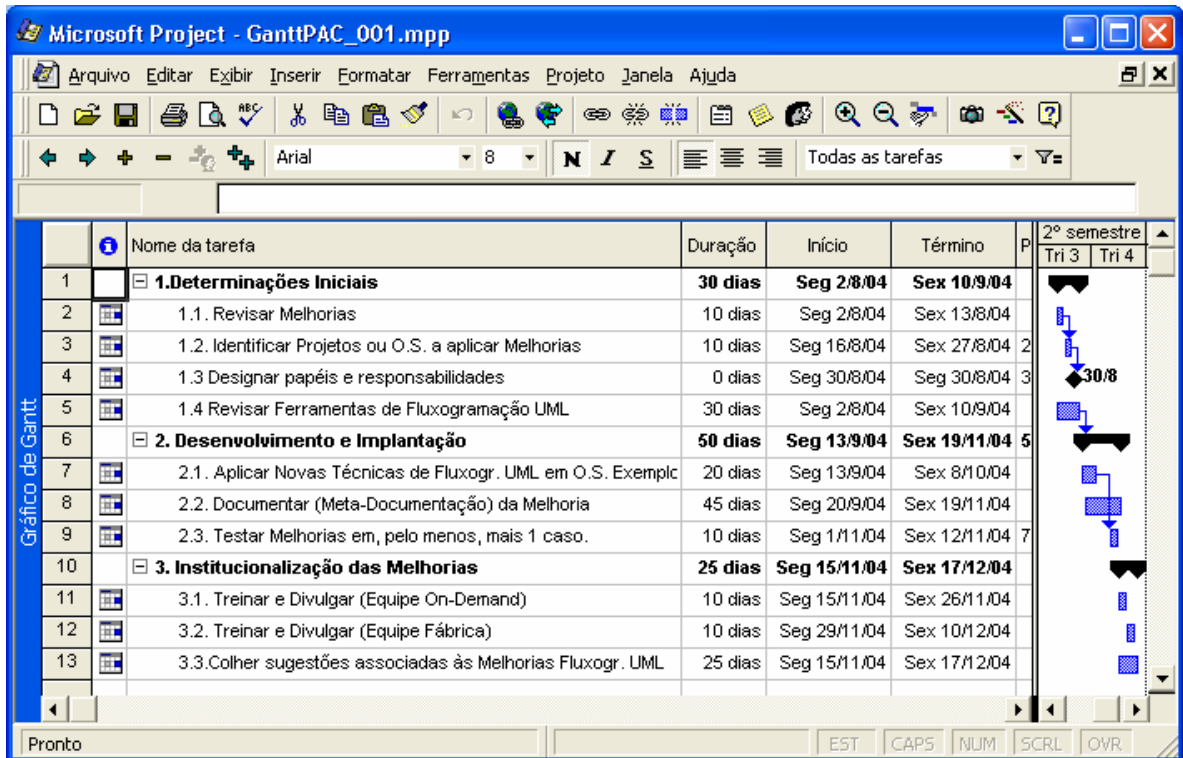 Microsoft Project - GanttPAC_001.mpp
Arquivo Editar Exibir Inserir Formatar Ferramentas Projeto Janela Ajuda
ABC
Arial 8 N I S Todas as tarefas
Nome da tarefa Duração Início Término P 2º semestre
Tri 3 Tri 4
1 1.Determinações Iniciais 30 dias Seg 2/8/04 Sex 10/9/04
2 1.1. Revisar Melhorias 10 dias Seg 2/8/04 Sex 13/8/04
3 1.2. Identificar Projetos ou O.S. a aplicar Melhorias 10 dias Seg 16/8/04 Sex 27/8/04 2
4 1.3 Designar papéis e responsabilidades 0 dias Seg 30/8/04 Seg 30/8/04 3 30/8
5 1.4 Revisar Ferramentas de Fluxogramação UML 30 dias Seg 2/8/04 Sex 10/9/04
6 2. Desenvolvimento e Implantação 50 dias Seg 13/9/04 Sex 19/11/04 5
7 2.1. Aplicar Novas Técnicas de Fluxogr. UML em O.S. Exemplo 20 dias Seg 13/9/04 Sex 8/10/04
8 2.2. Documentar (Meta-Documentação) da Melhoria 45 dias Seg 20/9/04 Sex 19/11/04
9 2.3. Testar Melhorias em, pelo menos, mais 1 caso. 10 dias Seg 1/11/04 Sex 12/11/04 7
10 3. Institucionalização das Melhorias 25 dias Seg 15/11/04 Sex 17/12/04
11 3.1. Treinar e Divulgar (Equipe On-Demand) 10 dias Seg 15/11/04 Sex 26/11/04
12 3.2. Treinar e Divulgar (Equipe Fábrica) 10 dias Seg 29/11/04 Sex 10/12/04
13 3.3.Colher sugestões associadas às Melhorias Fluxogr. UML 25 dias Seg 15/11/04 Sex 17/12/04
Gráfico de Gantt
Pronto EST CAPS NUM SCRL OVR